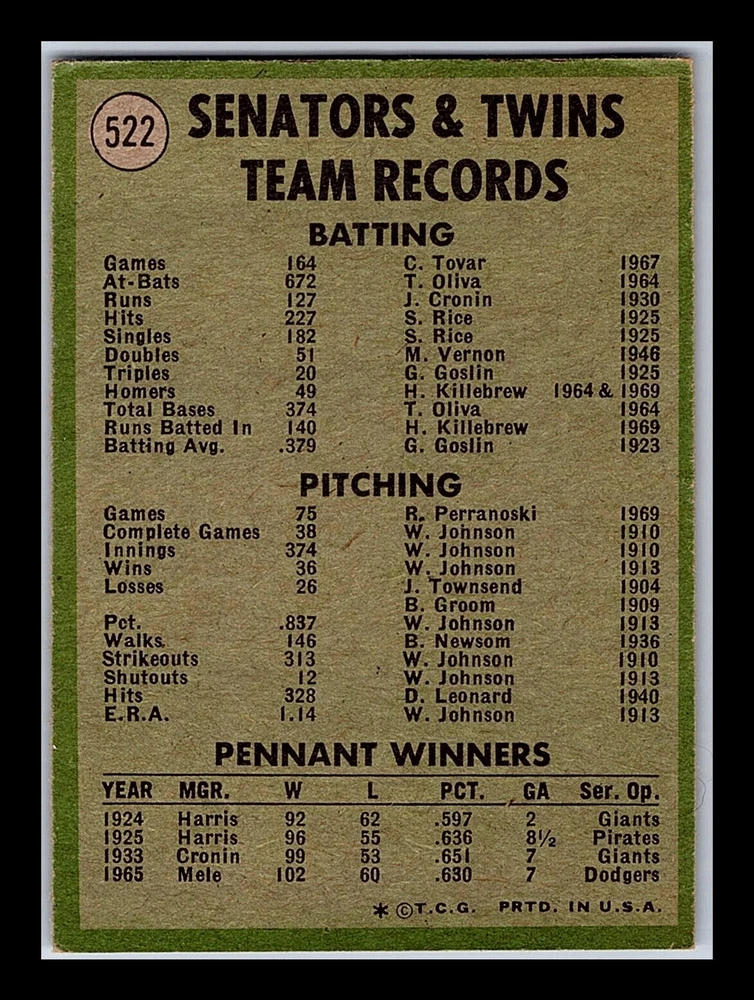 522
SENATORS & TWINS
TEAM RECORDS
BATTING
Games 164 C. Tovar 1967
At-Bats 672 T. Oliva 1964
Runs 127 J. Cronin 1930
Hits 227 S. Rice 1925
Singles 182 S. Rice 1925
Doubles 51 M. Vernon 1946
Triples 20 G. Goslin 1925
Homers 49 H. Killebrew 1964 & 1969
Total Bases 374 T. Oliva 1964
Runs Batted In 140 H. Killebrew 1969
Batting Avg. .379 G. Goslin 1923
PITCHING
Games 75 R. Perranoski 1969
Complete Games 38 W. Johnson 1910
Innings 374 W. Johnson 1910
Wins 36 W. Johnson 1913
Losses 26 J. Townsend 1904
B. Groom 1909
Pct. .837 W. Johnson 1913
Walks 146 B. Newsom 1936
Strikeouts 313 W. Johnson 1910
Shutouts 12 W. Johnson 1913
Hits 328 D. Leonard 1940
E.R.A. 1.14 W. Johnson 1913
PENNANT WINNERS
YEAR MGR. W L PCT. GA Ser. Op.
1924 Harris 92 62 .597 2 Giants
1925 Harris 96 55 .636 8½ Pirates
1933 Cronin 99 53 .651 7 Giants
1965 Mele 102 60 .630 7 Dodgers
* © T.C.G. PRTD. IN U.S.A.